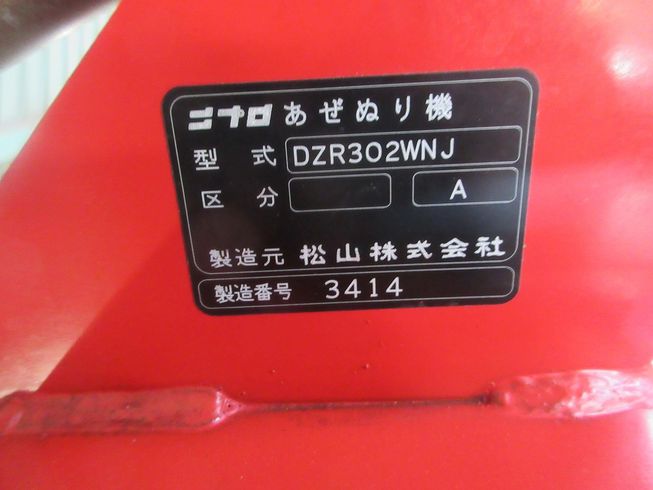 ニプロ あぜぬり機
型式 DZR302WNJ
区分 A
製造元 松山株式会社
製造番号 3414